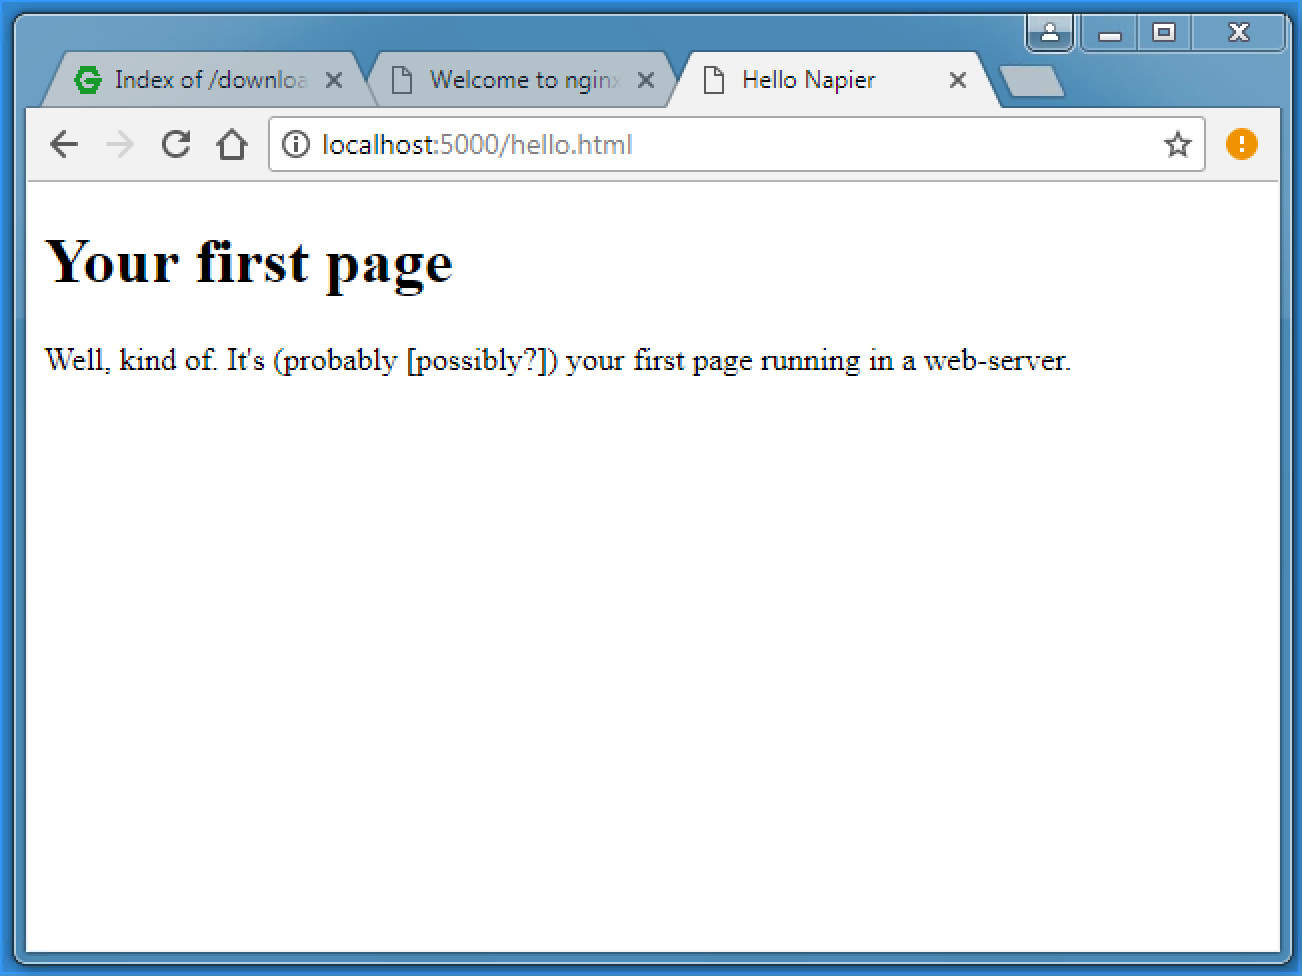 Index of /downloa
Welcome to nginx
Hello Napier
localhost:5000/hello.html
Your first page
Well, kind of. It's (probably [possibly?]) your first page running in a web-server.